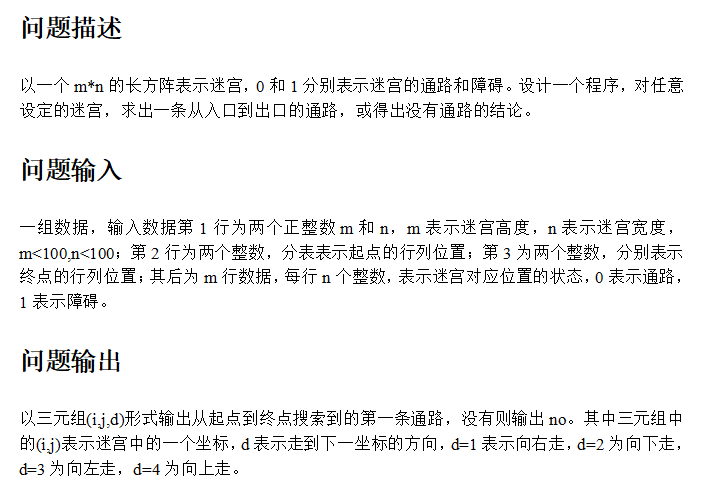 问题描述
以一个 m*n 的长方阵表示迷宫，0 和 1 分别表示迷宫的通路和障碍。设计一个程序，对任意
设定的迷宫，求出一条从入口到出口的通路，或得出没有通路的结论。
问题输入
一组数据，输入数据第 1 行为两个正整数 m 和 n，m 表示迷宫高度，n 表示迷宫宽度，
m<100,n<100；第 2 行为两个整数，分表表示起点的行列位置；第 3 为两个整数，分别表示
终点的行列位置；其后为 m 行数据，每行 n 个整数，表示迷宫对应位置的状态，0 表示通路，
1 表示障碍。
问题输出
以三元组(i,j,d)形式输出从起点到终点搜索到的第一条通路，没有则输出 no。其中三元组中
的(i,j)表示迷宫中的一个坐标，d 表示走到下一坐标的方向，d=1 表示向右走，d=2 为向下走，
d=3 为向左走，d=4 为向上走。